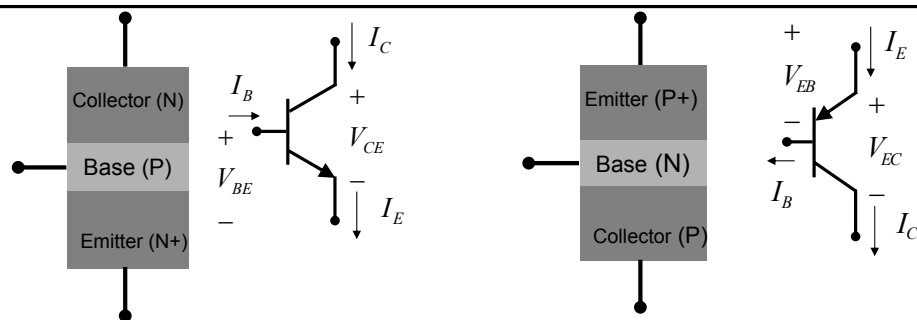 Collector (N)
Base (P)
Emitter (N+)
I_C
I_B
+
+
V_CE
V_BE
−
−
I_E
Emitter (P+)
Base (N)
Collector (P)
+
I_E
V_EB
+
−
V_EC
I_B
−
I_C